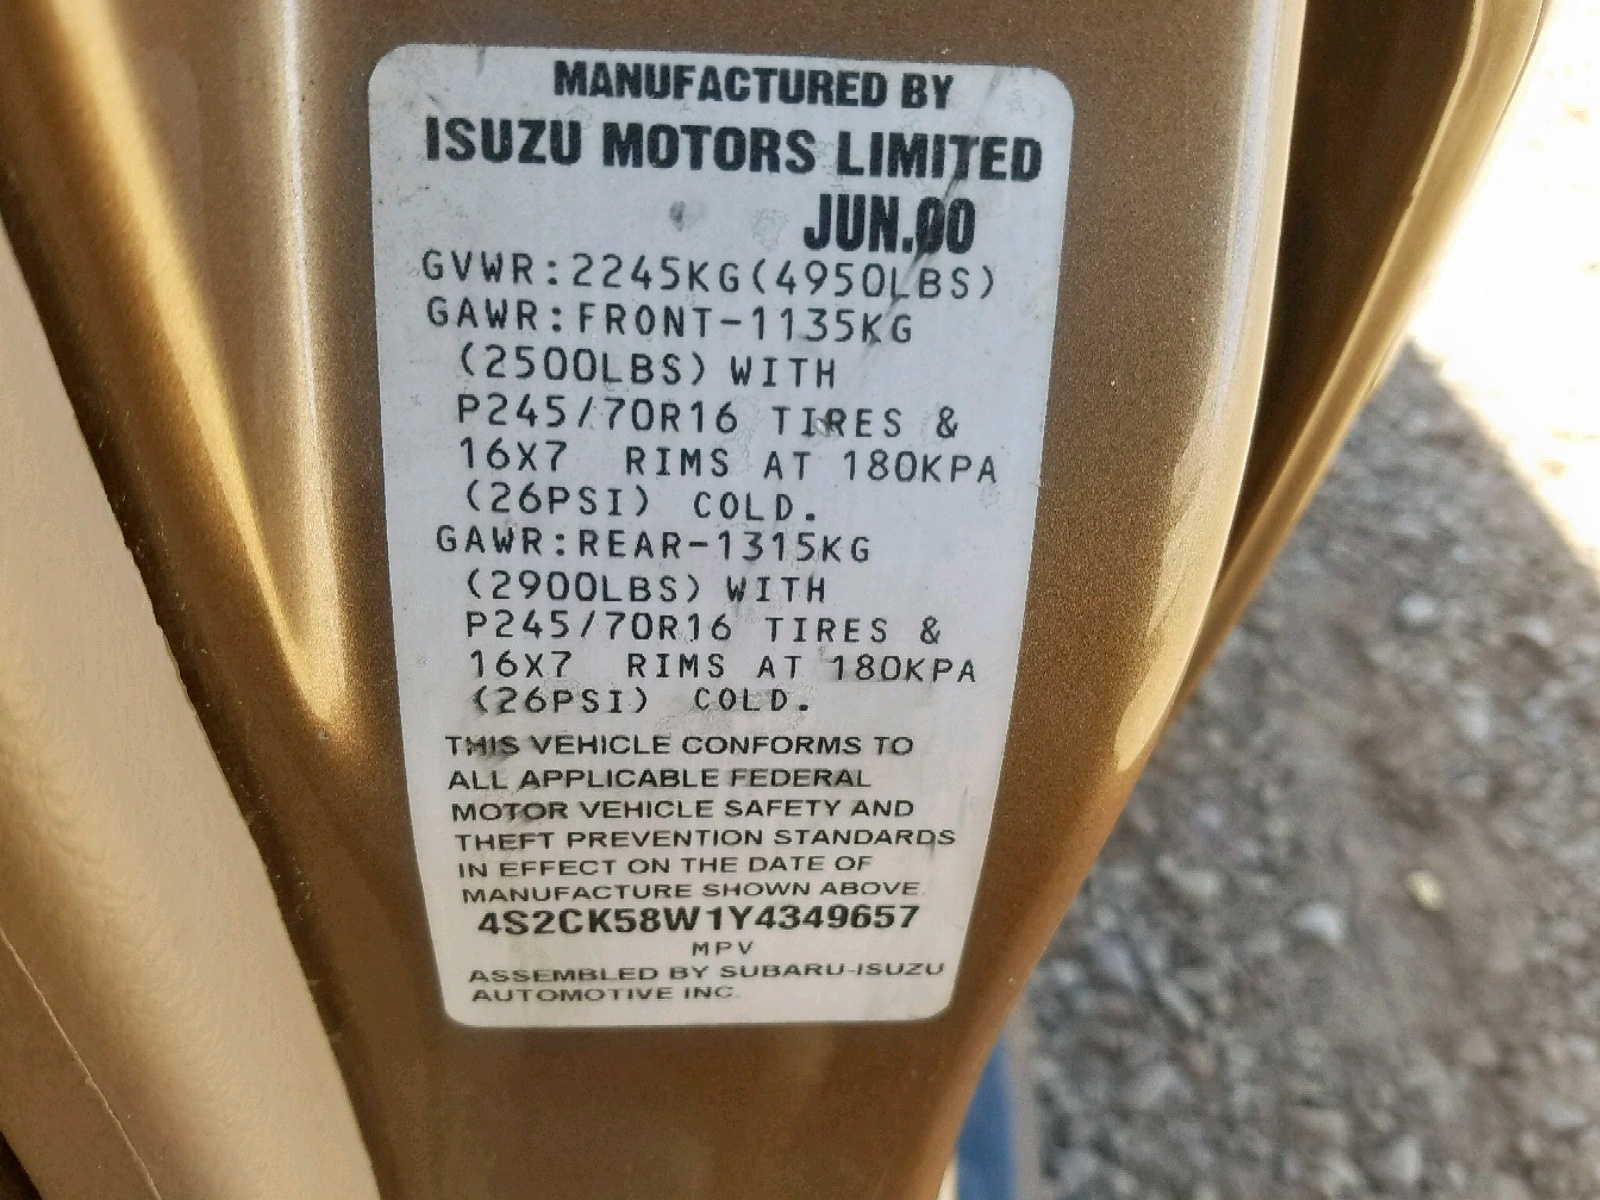 MANUFACTURED BY
ISUZU MOTORS LIMITED
JUN.00
GVWR:2245KG(4950LBS)
GAWR:FRONT-1135KG
(2500LBS) WITH
P245/70R16 TIRES &
16X7 RIMS AT 180KPA
(26PSI) COLD.
GAWR:REAR-1315KG
(2900LBS) WITH
P245/70R16 TIRES &
16X7 RIMS AT 180KPA
(26PSI) COLD.
THIS VEHICLE CONFORMS TO
ALL APPLICABLE FEDERAL
MOTOR VEHICLE SAFETY AND
THEFT PREVENTION STANDARDS
IN EFFECT ON THE DATE OF
MANUFACTURE SHOWN ABOVE.
4S2CK58W1Y4349657
MPV
ASSEMBLED BY SUBARU-ISUZU
AUTOMOTIVE INC.